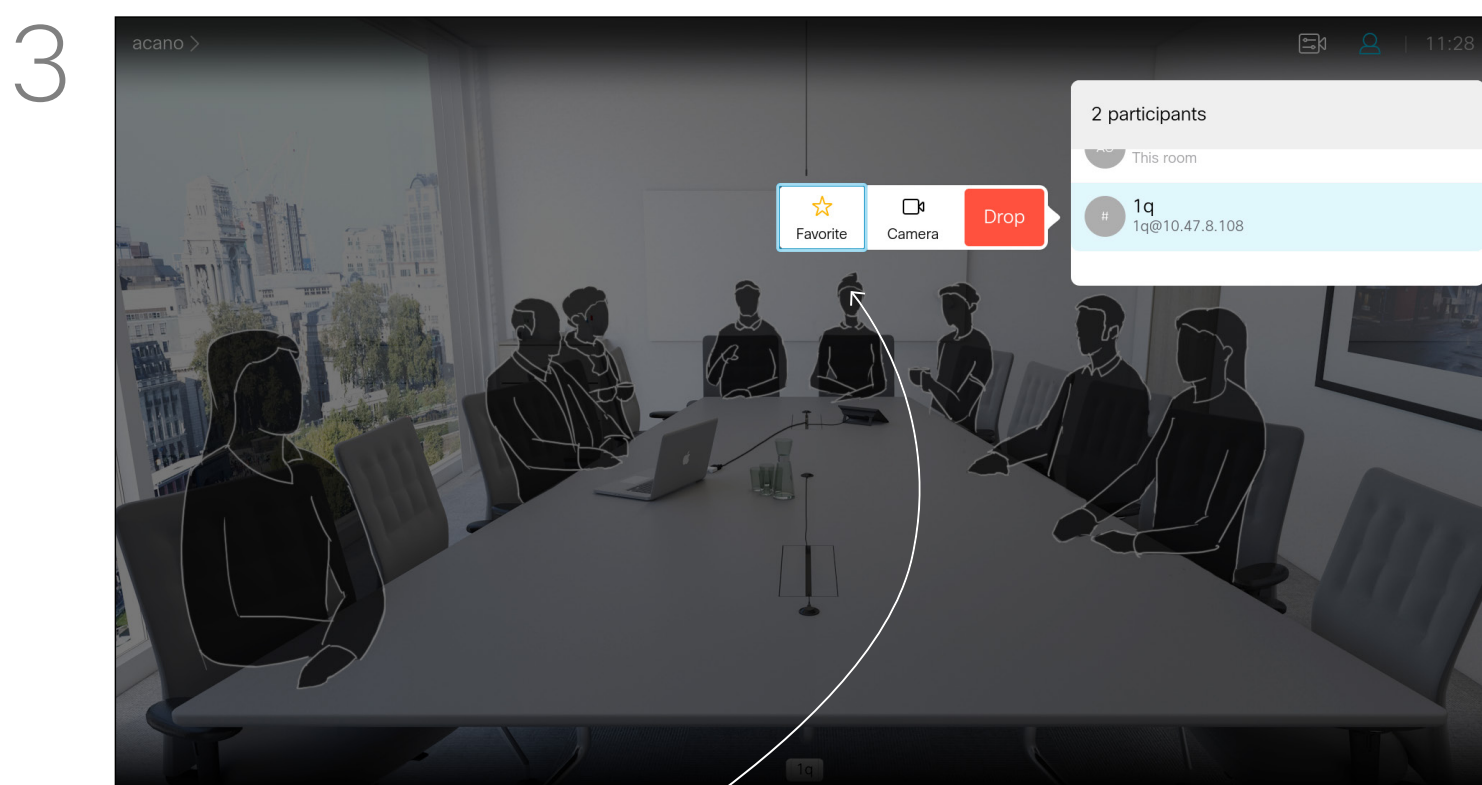 3
acano >
11:28
2 participants
This room
Favorite
Camera
Drop
#
1q
1q@10.47.8.108
1q